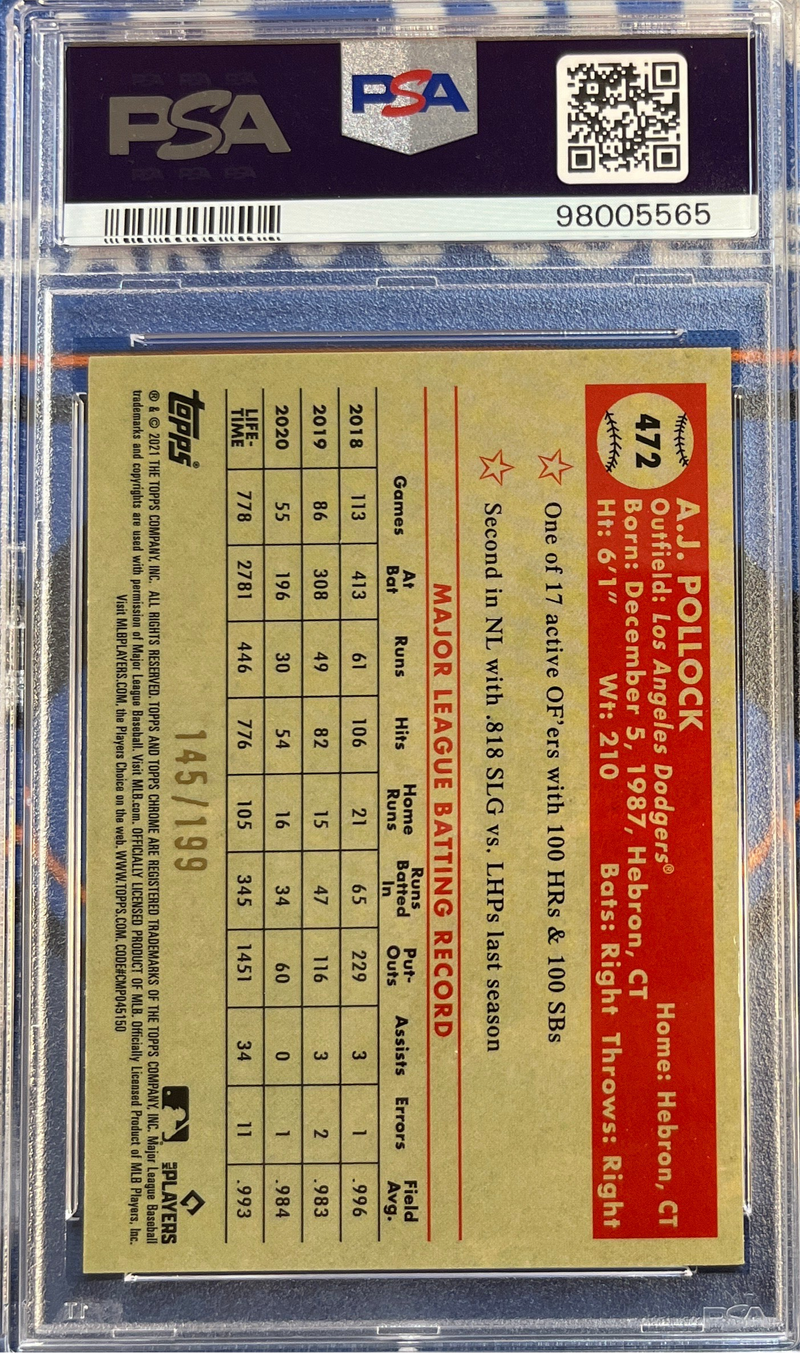 PSA
PSA
98005565
472
A.J. POLLOCK
Outfield: Los Angeles Dodgers® Home: Hebron, CT
Born: December 5, 1987, Hebron, CT
Ht: 6'1" Wt: 210 Bats: Right Throws: Right
One of 17 active OF'ers with 100 HRs & 100 SBs
Second in NL with .818 SLG vs. LHPs last season
MAJOR LEAGUE BATTING RECORD
Games At Bat Runs Hits Home Runs Runs Batted In Put-Outs Assists Errors Field Avg.
2018 113 413 61 106 21 65 229 3 1 .996
2019 86 308 49 82 15 47 116 3 2 .983
2020 55 196 30 54 16 34 60 0 1 .984
LIFE-TIME 778 2781 446 776 105 345 1451 34 11 .993
topps®
145/199
MLB PLAYERS
® & © 2021 THE TOPPS COMPANY, INC. ALL RIGHTS RESERVED. TOPPS AND TOPPS CHROME ARE REGISTERED TRADEMARKS OF THE TOPPS COMPANY, INC. Major League Baseball
trademarks and copyrights are used with permission of Major League Baseball. Visit MLB.com. OFFICIALLY LICENSED PRODUCT OF MLB. Officially Licensed Product of MLB Players, Inc.
Visit MLBPLAYERS.COM, the Players Choice on the web. WWW.TOPPS.COM. CODE#CMP045150
PSA